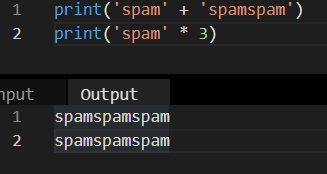 1 print('spam' + 'spamspam')
2 print('spam' * 3)
nput Output
1 spamspamspam
2 spamspamspam